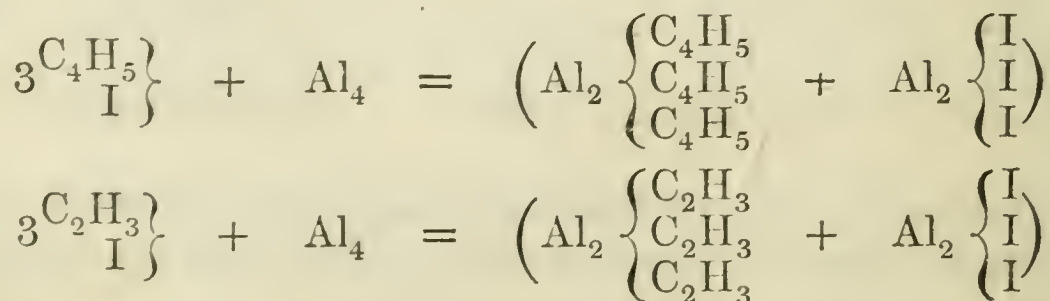 3 C₄H₅ I } + Al₄ = ( Al₂ { C₄H₅ C₄H₅ C₄H₅ + Al₂ { I I I )
3 C₂H₃ I } + Al₄ = ( Al₂ { C₂H₃ C₂H₃ C₂H₃ + Al₂ { I I I )